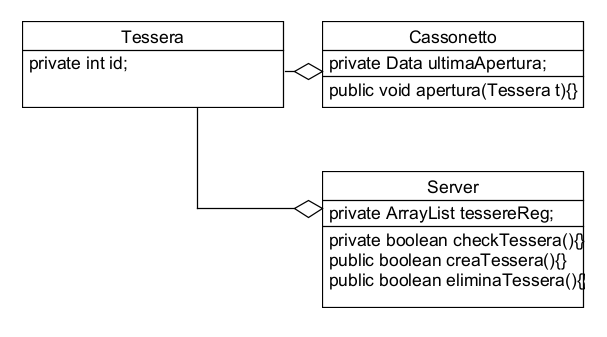 Tessera
private int id;
Cassonetto
private Data ultimaApertura;
public void apertura(Tessera t){}
Server
private ArrayList tessereReg;
private boolean checkTessera(){}
public boolean creaTessera(){}
public boolean eliminaTessera(){}